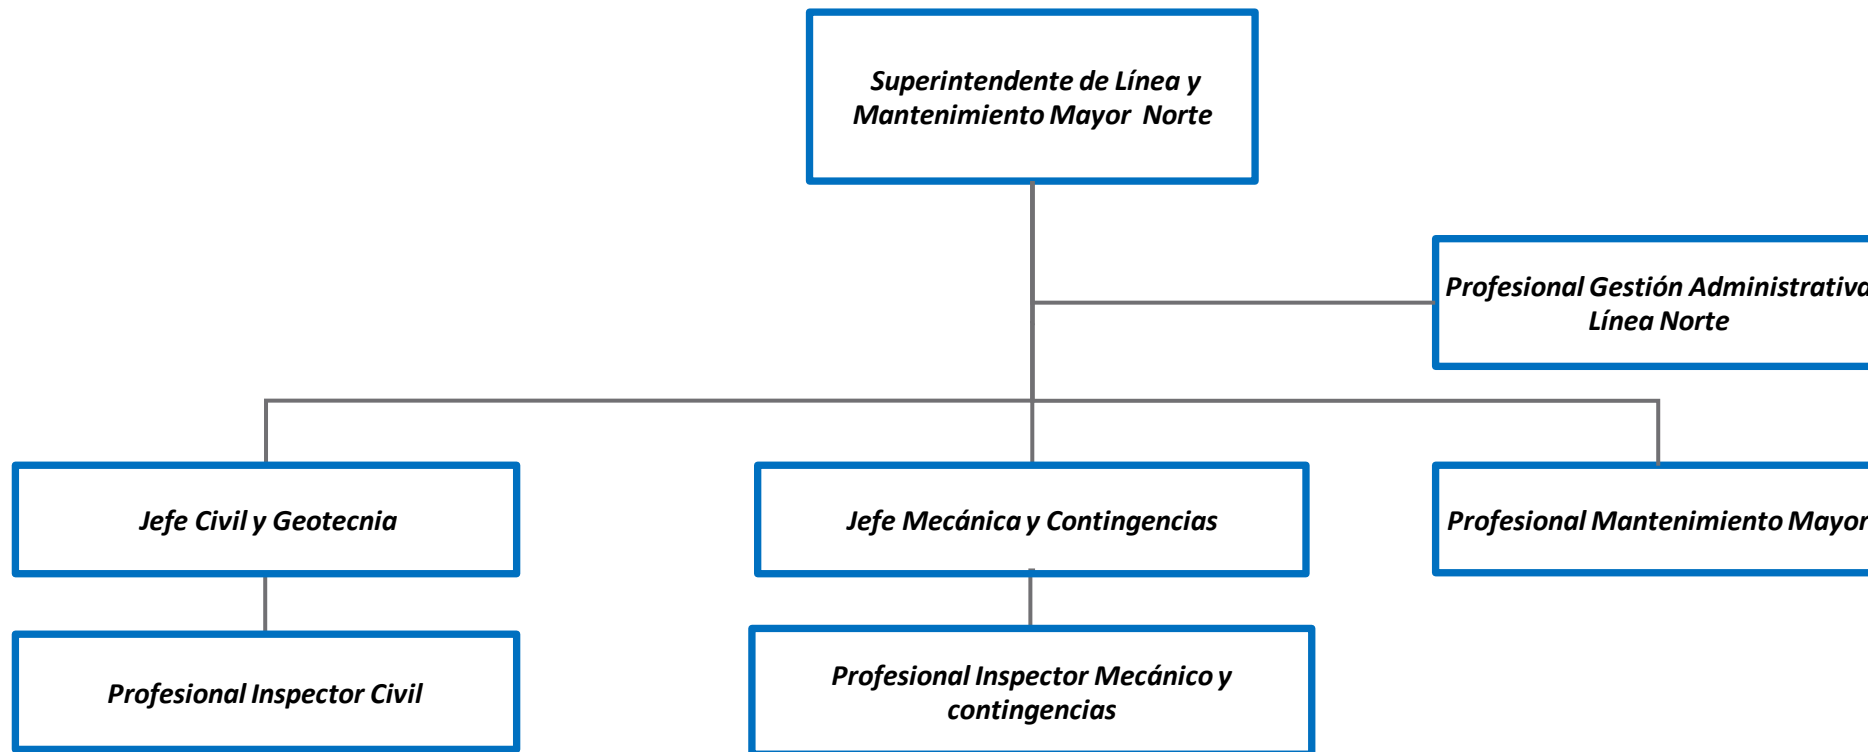 Superintendente de Línea y
Mantenimiento Mayor Norte
Profesional Gestión Administrativa
Línea Norte
Jefe Civil y Geotecnia
Jefe Mecánica y Contingencias
Profesional Mantenimiento Mayor
Profesional Inspector Civil
Profesional Inspector Mecánico y
contingencias